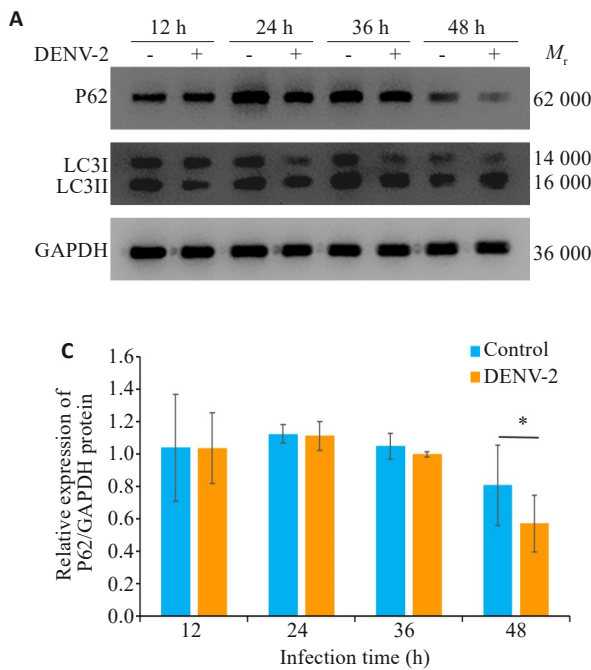 A
12 h 24 h 36 h 48 h
DENV-2 - + - + - + - + Mr
P62 62 000
LC3I 14 000
LC3II 16 000
GAPDH 36 000
C
Control
DENV-2
Relative expression of
P62/GAPDH protein
1.6
1.4
1.2
1.0
0.8
0.6
0.4
0.2
0.0
*
12 24 36 48
Infection time (h)